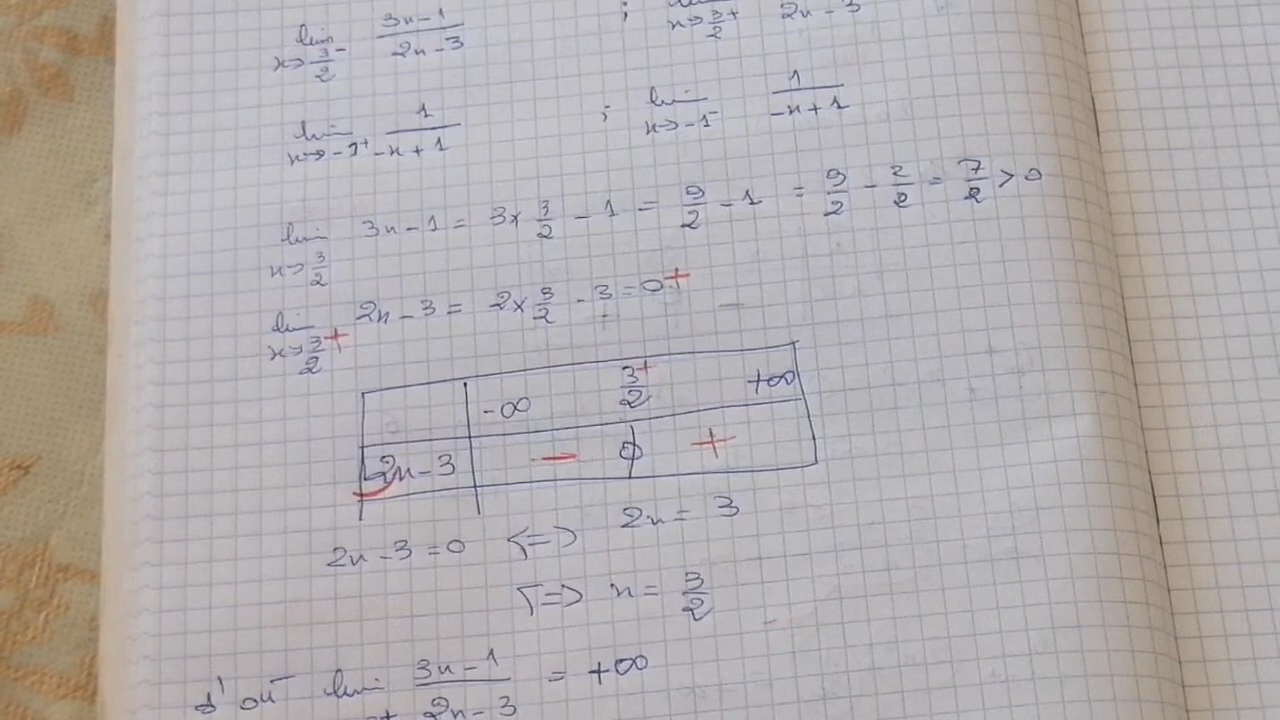 lim x→3/2⁻ (3x-1)/(2x-3) ; lim x→3/2⁺ 2x-3
lim x→-1⁺ 1/(-x+1) ; lim x→-1⁻ 1/(-x+1)
lim x→3/2 3x-1 = 3×3/2 - 1 = 9/2 - 1 = 9/2 - 2/2 = 7/2 > 0
lim x→3/2⁺ 2x-3 = 2×3/2 - 3 = 0⁺
-∞ 3/2⁺ +∞
2x-3 - 0 +
2x-3=0 <=> 2x = 3
<=> x = 3/2
d'où lim (3x-1)/(2x-3) = +∞